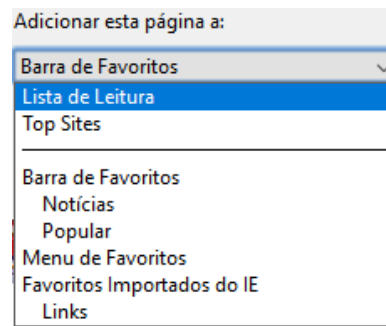 Adicionar esta página a:
Barra de Favoritos
Lista de Leitura
Top Sites
Barra de Favoritos
Notícias
Popular
Menu de Favoritos
Favoritos Importados do IE
Links